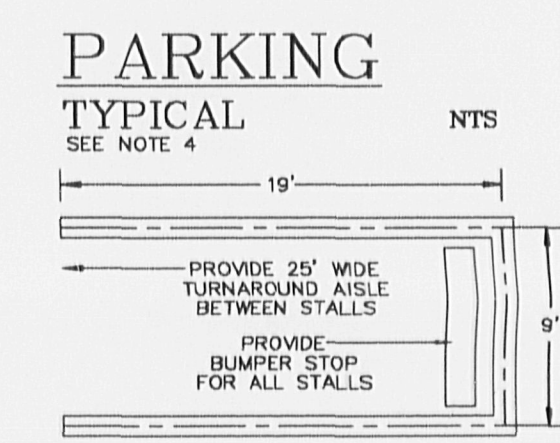 PARKING
TYPICAL
NTS
SEE NOTE 4
19'
PROVIDE 25' WIDE
TURNAROUND AISLE
BETWEEN STALLS
9'
PROVIDE
BUMPER STOP
FOR ALL STALLS